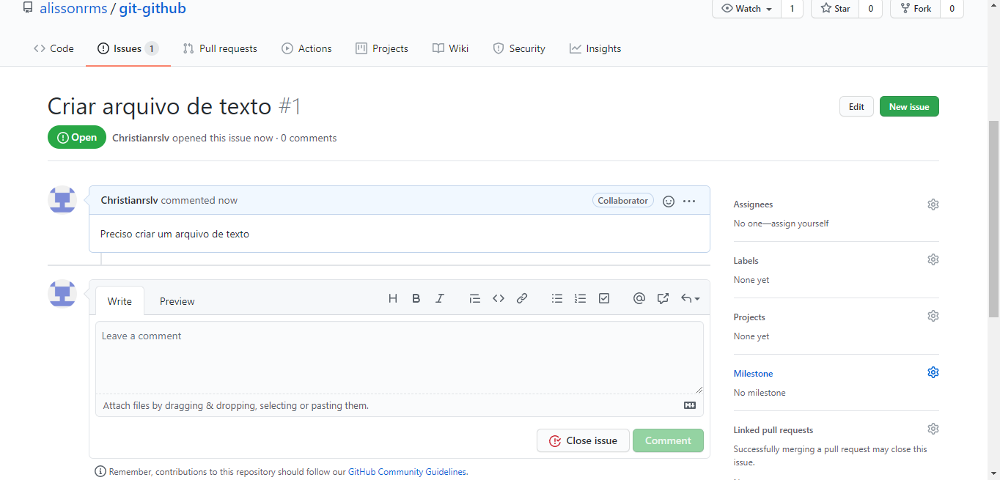 alissonrms / git-github
Watch 1 Star 0 Fork 0
Code Issues 1 Pull requests Actions Projects Wiki Security Insights
Criar arquivo de texto #1
Edit New issue
Open Christianrslv opened this issue now · 0 comments
Christianrslv commented now Collaborator
Preciso criar um arquivo de texto
Write Preview H B I @
Leave a comment
Attach files by dragging & dropping, selecting or pasting them.
Close issue Comment
Remember, contributions to this repository should follow our GitHub Community Guidelines.
Assignees
No one—assign yourself
Labels
None yet
Projects
None yet
Milestone
No milestone
Linked pull requests
Successfully merging a pull request may close this
issue.